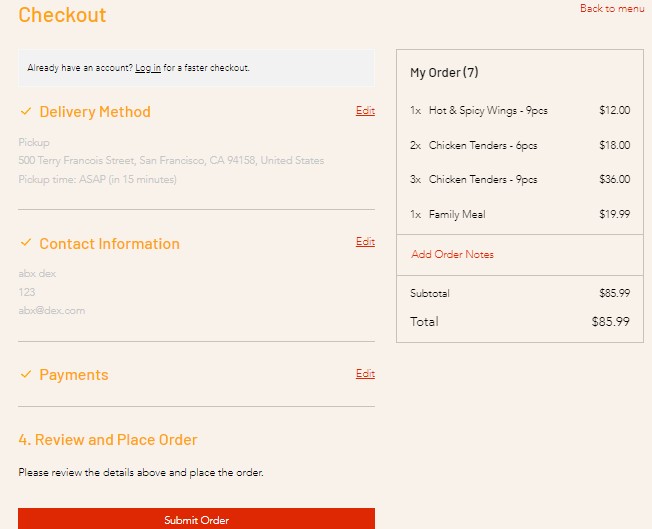 Checkout
Back to menu
Already have an account? Log in for a faster checkout.
Delivery Method
Edit
Pickup
500 Terry Francois Street, San Francisco, CA 94158, United States
Pickup time: ASAP (in 15 minutes)
Contact Information
Edit
abx dex
123
abx@dex.com
Payments
Edit
4. Review and Place Order
Please review the details above and place the order.
Submit Order
My Order (7)
1x Hot & Spicy Wings - 9pcs $12.00
2x Chicken Tenders - 6pcs $18.00
3x Chicken Tenders - 9pcs $36.00
1x Family Meal $19.99
Add Order Notes
Subtotal $85.99
Total $85.99